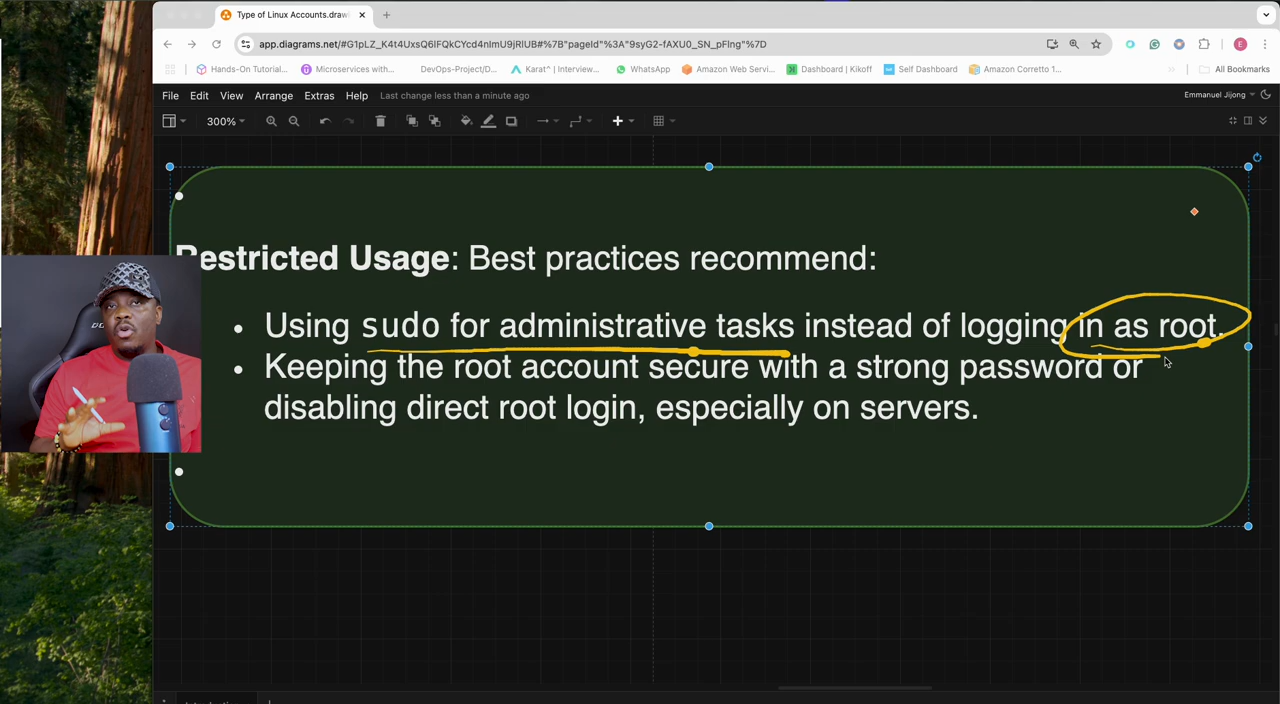 Type of Linux Accounts.draw
app.diagrams.net/#G1pLZ_K4t4UxsQ6IFQkCYcd4nImU9jRlUB#%7B"pageId"%3A"9syG2-fAXU0_SN_pFIng"%7D
Hands-On Tutorial... Microservices with... DevOps-Project/D... Karat^ | Interview... WhatsApp Amazon Web Servi... Dashboard | Kikoff Self Dashboard Amazon Corretto 1... All Bookmarks
File Edit View Arrange Extras Help Last change less than a minute ago Emmanuel Jijong
300%
Restricted Usage: Best practices recommend:
• Using sudo for administrative tasks instead of logging in as root.
• Keeping the root account secure with a strong password or
disabling direct root login, especially on servers.